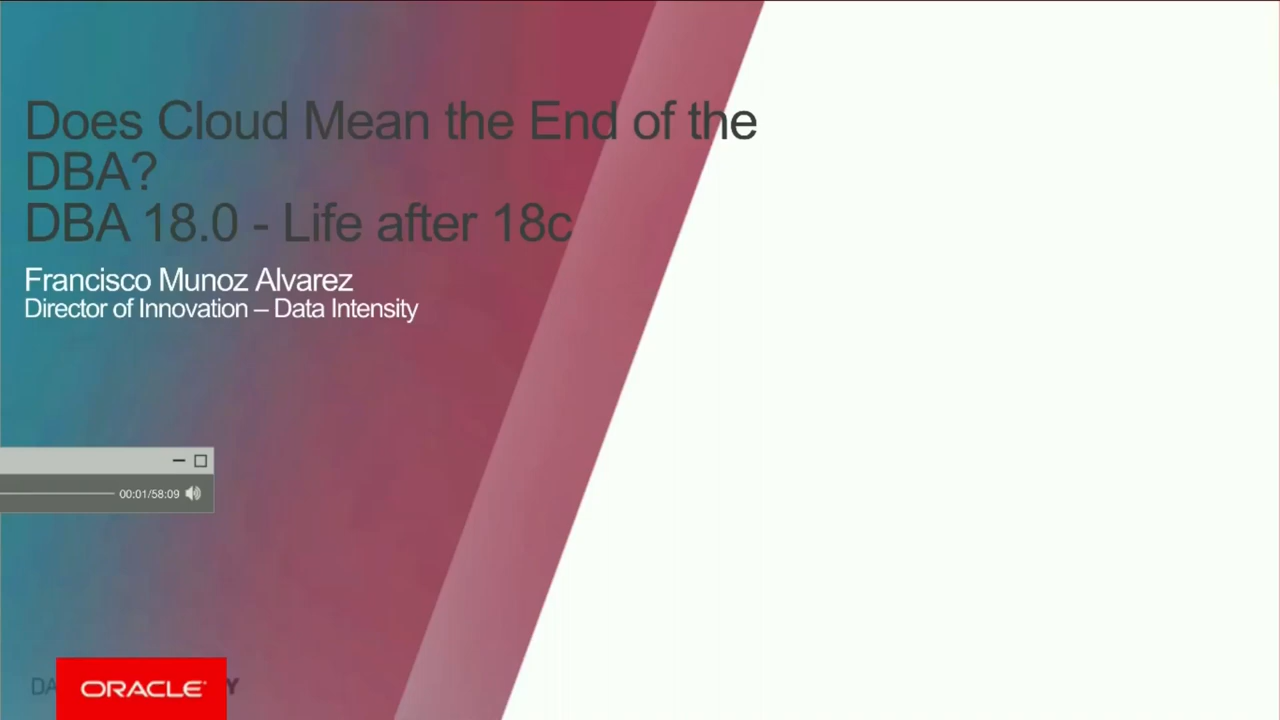 Does Cloud Mean the End of the
DBA?
DBA 18.0 - Life after 18c
Francisco Munoz Alvarez
Director of Innovation – Data Intensity
00:01/58:09
DA
ORACLE
Y